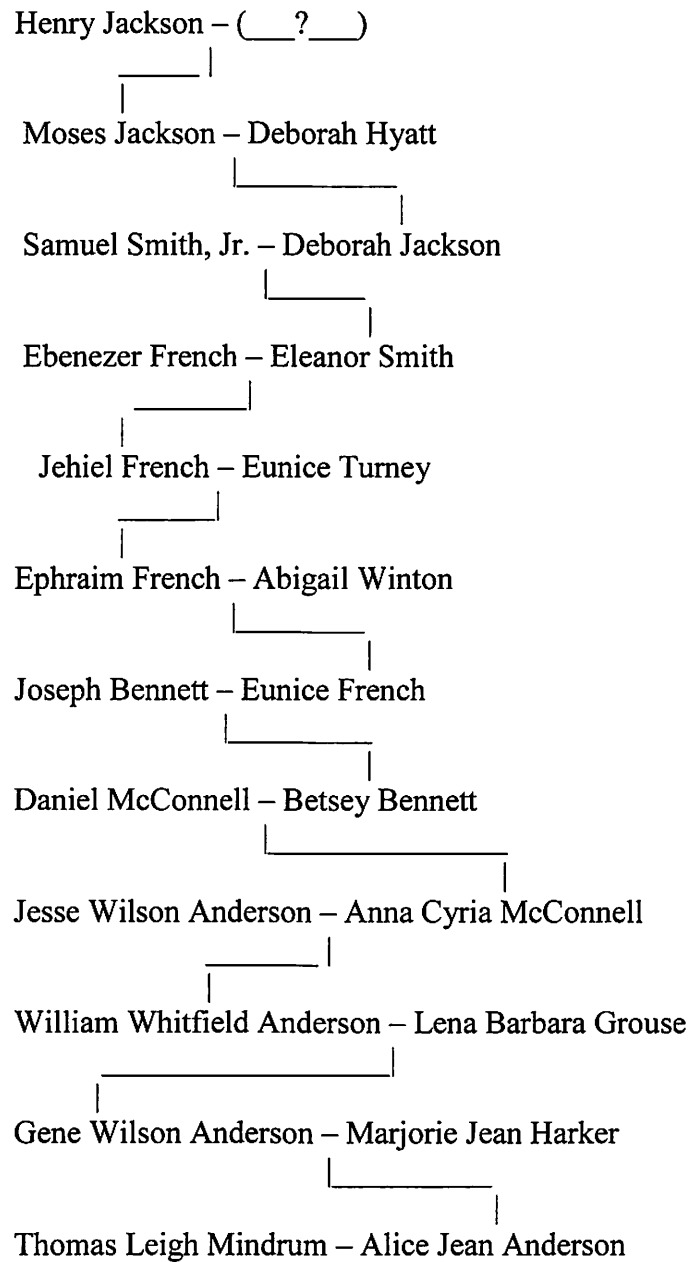 Henry Jackson – (___?___)
Moses Jackson – Deborah Hyatt
Samuel Smith, Jr. – Deborah Jackson
Ebenezer French – Eleanor Smith
Jehiel French – Eunice Turney
Ephraim French – Abigail Winton
Joseph Bennett – Eunice French
Daniel McConnell – Betsey Bennett
Jesse Wilson Anderson – Anna Cyria McConnell
William Whitfield Anderson – Lena Barbara Grouse
Gene Wilson Anderson – Marjorie Jean Harker
Thomas Leigh Mindrum – Alice Jean Anderson